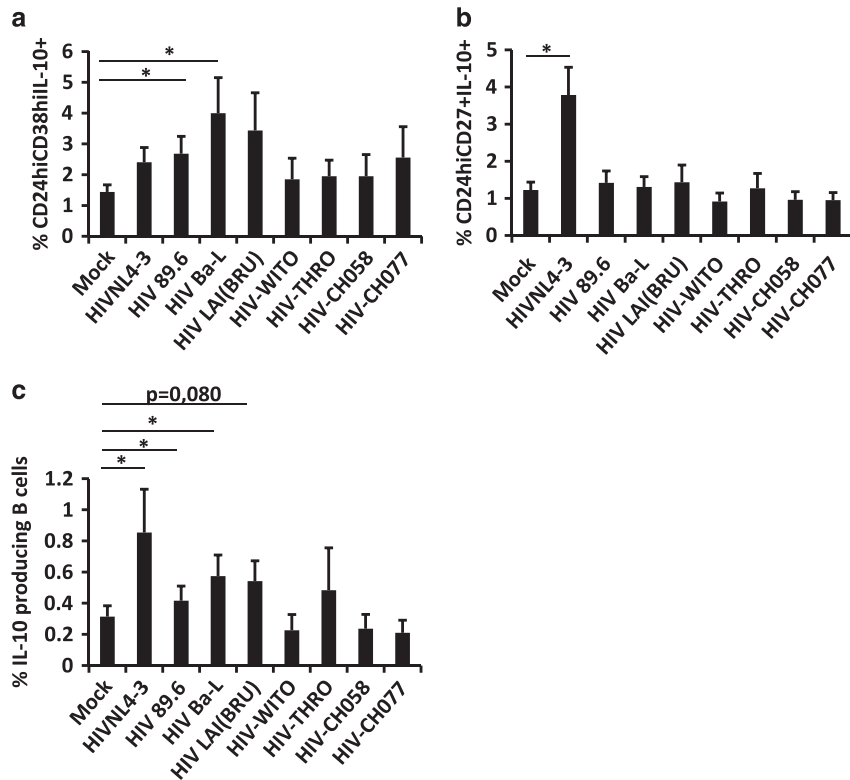 a
% CD24hiCD38hiIL-10+
6
5
4
3
2
1
0
*
*
Mock
HIVNL4-3
HIV 89.6
HIV Ba-L
HIV LAI(BRU)
HIV-WITO
HIV-THRO
HIV-CH058
HIV-CH077
b
% CD24hiCD27+IL-10+
5
4
3
2
1
0
*
Mock
HIVNL4-3
HIV 89.6
HIV Ba-L
HIV LAI(BRU)
HIV-WITO
HIV-THRO
HIV-CH058
HIV-CH077
c
p=0,080
*
*
*
% IL-10 producing B cells
1.2
1
0.8
0.6
0.4
0.2
0
Mock
HIVNL4-3
HIV 89.6
HIV Ba-L
HIV LAI(BRU)
HIV-WITO
HIV-THRO
HIV-CH058
HIV-CH077